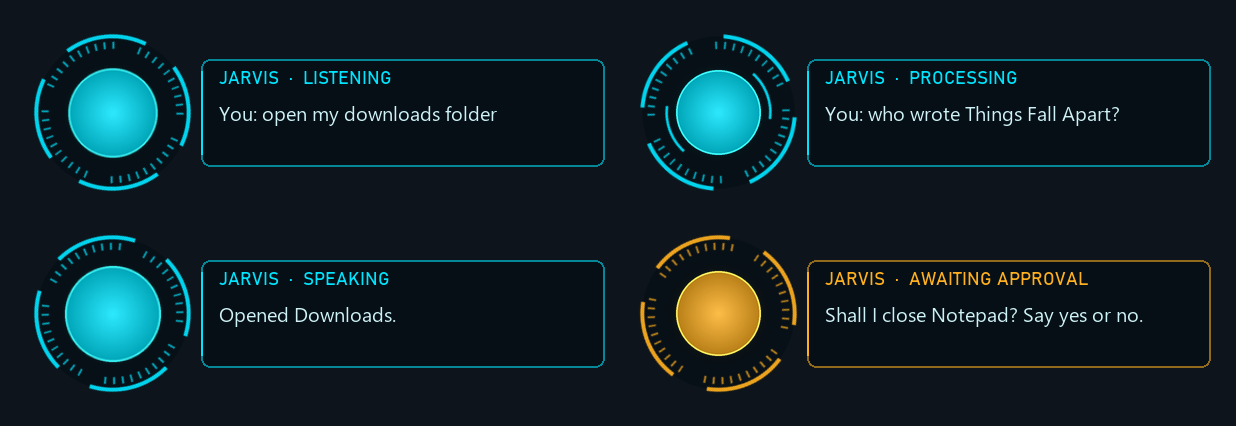 JARVIS · LISTENING
You: open my downloads folder
JARVIS · PROCESSING
You: who wrote Things Fall Apart?
JARVIS · SPEAKING
Opened Downloads.
JARVIS · AWAITING APPROVAL
Shall I close Notepad? Say yes or no.